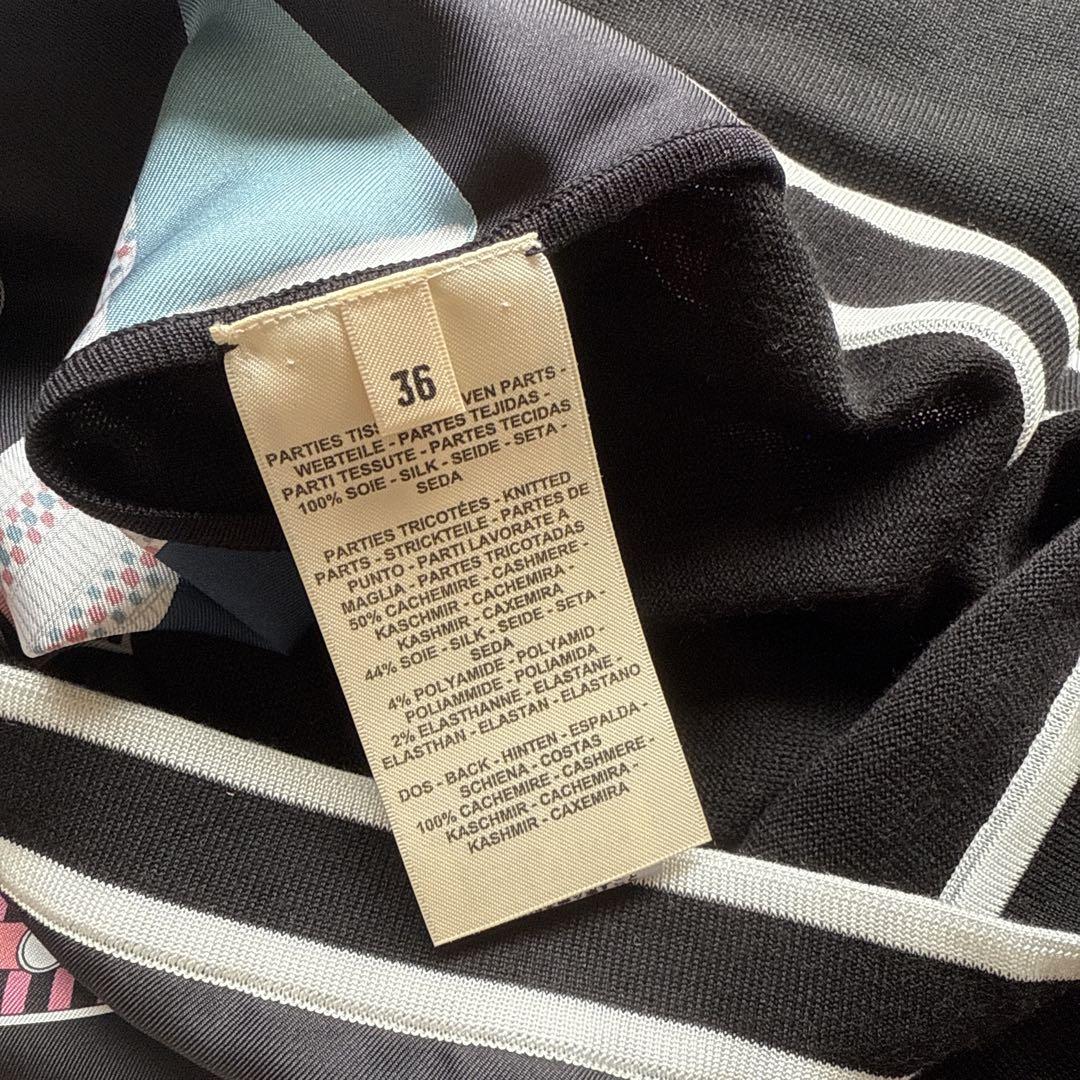 36
PARTIES TIS VEN PARTS -
WEBTEILE - PARTES TEJIDAS -
PARTI TESSUTE - PARTES TECIDAS
100% SOIE - SILK - SEIDE - SETA -
SEDA
PARTIES TRICOTÉES - KNITTED
PARTS - STRICKTEILE - PARTES DE
PUNTO - PARTI LAVORATE A
MAGLIA - PARTES TRICOTADAS
50% CACHEMIRE - CASHMERE -
KASCHMIR - CACHEMIRA -
KASHMIR - CAXEMIRA
44% SOIE - SILK - SEIDE - SETA -
SEDA
4% POLYAMIDE - POLYAMID -
POLIAMMIDE - POLIAMIDA
2% ELASTHANNE - ELASTANE -
ELASTHAN - ELASTAN - ELASTANO
DOS - BACK - HINTEN - ESPALDA -
SCHIENA - COSTAS
100% CACHEMIRE - CASHMERE -
KASCHMIR - CACHEMIRA -
KASHMIR - CAXEMIRA